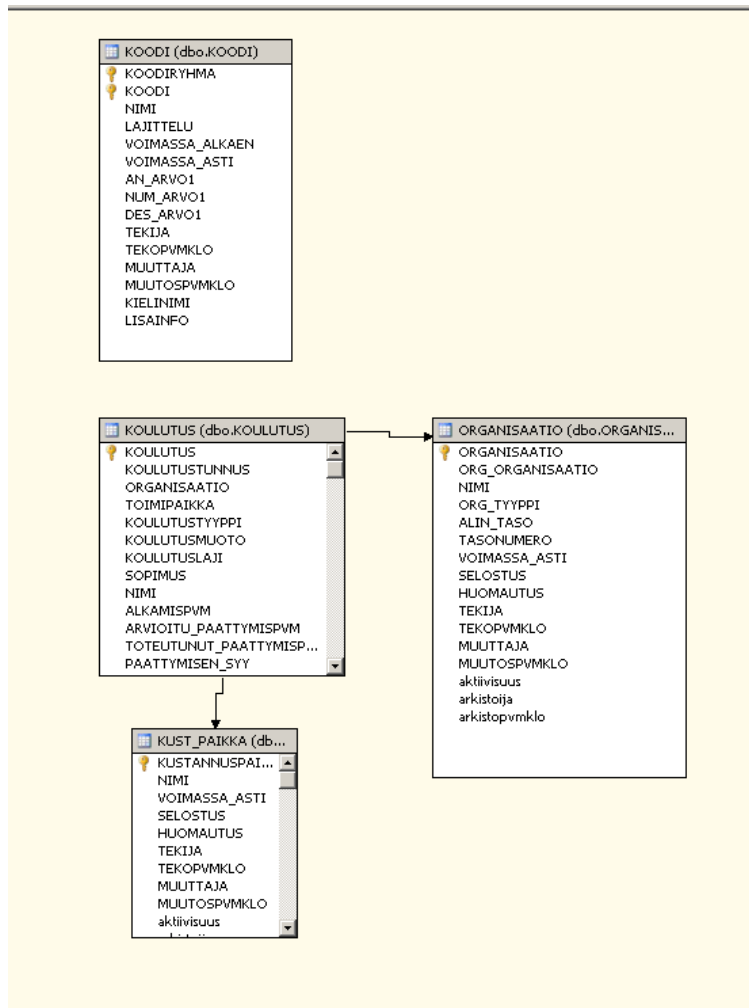 KOODI (dbo.KOODI)
KOODIRYHMA
KOODI
NIMI
LAJITTELU
VOIMASSA_ALKAEN
VOIMASSA_ASTI
AN_ARVO1
NUM_ARVO1
DES_ARVO1
TEKIJA
TEKOPVMKLO
MUUTTAJA
MUUTOSPVMKLO
KIELINIMI
LISAINFO
KOULUTUS (dbo.KOULUTUS)
KOULUTUS
KOULUTUSTUNNUS
ORGANISAATIO
TOIMIPAIKKA
KOULUTUSTYYPPI
KOULUTUSMUOTO
KOULUTUSLAJI
SOPIMUS
NIMI
ALKAMISPVM
ARVIOITU_PAATTYMISPVM
TOTEUTUNUT_PAATTYMISP...
PAATTYMISEN_SYY
ORGANISAATIO (dbo.ORGANIS...
ORGANISAATIO
ORG_ORGANISAATIO
NIMI
ORG_TYYPPI
ALIN_TASO
TASONUMERO
VOIMASSA_ASTI
SELOSTUS
HUOMAUTUS
TEKIJA
TEKOPVMKLO
MUUTTAJA
MUUTOSPVMKLO
aktiivisuus
arkistoija
arkistopvmklo
KUST_PAIKKA (db...
KUSTANNUSPAI...
NIMI
VOIMASSA_ASTI
SELOSTUS
HUOMAUTUS
TEKIJA
TEKOPVMKLO
MUUTTAJA
MUUTOSPVMKLO
aktiivisuus